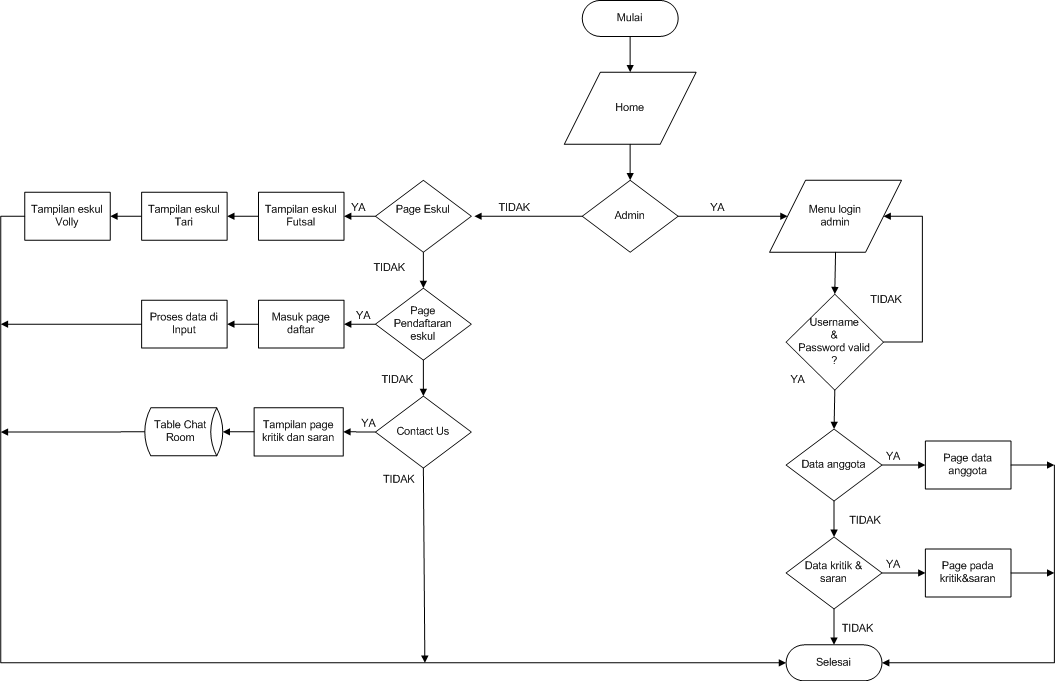 Mulai
Home
Admin
TIDAK
YA
Page Eskul
YA
Tampilan eskul
Futsal
Tampilan eskul
Tari
Tampilan eskul
Volly
TIDAK
Page
Pendaftaran
eskul
YA
Masuk page
daftar
Proses data di
Input
TIDAK
Contact Us
YA
Tampilan page
kritik dan saran
Table Chat
Room
TIDAK
Menu login
admin
TIDAK
Username
&
Password valid
?
YA
Data anggota
YA
Page data
anggota
TIDAK
Data kritik &
saran
YA
Page pada
kritik&saran
TIDAK
Selesai